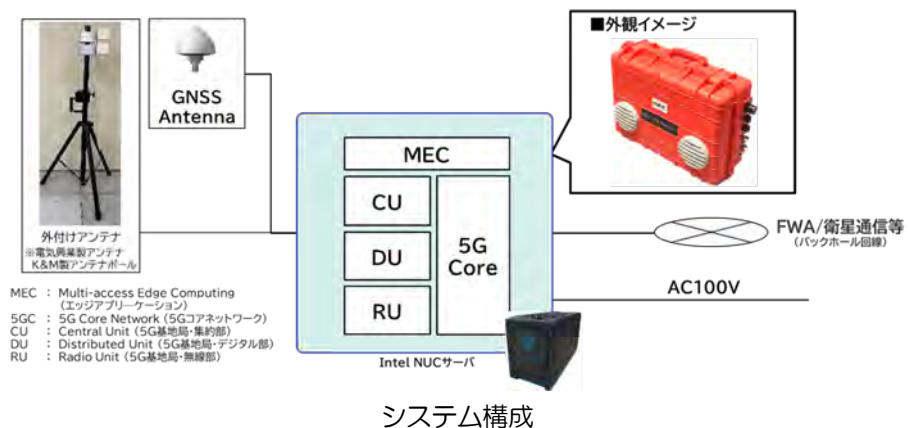 ■外観イメージ
GNSS
Antenna
外付けアンテナ
※電気興業製アンテナ
K&M製アンテナポール
MEC
CU
DU
RU
5G
Core
FWA/衛星通信等
(バックホール回線)
AC100V
MEC : Multi-access Edge Computing
(エッジアプリーケーション)
5GC : 5G Core Network (5Gコアネットワーク)
CU : Central Unit (5G基地局・集約部)
DU : Distributed Unit (5G基地局・デジタル部)
RU : Radio Unit (5G基地局・無線部)
Intel NUCサーバ
システム構成